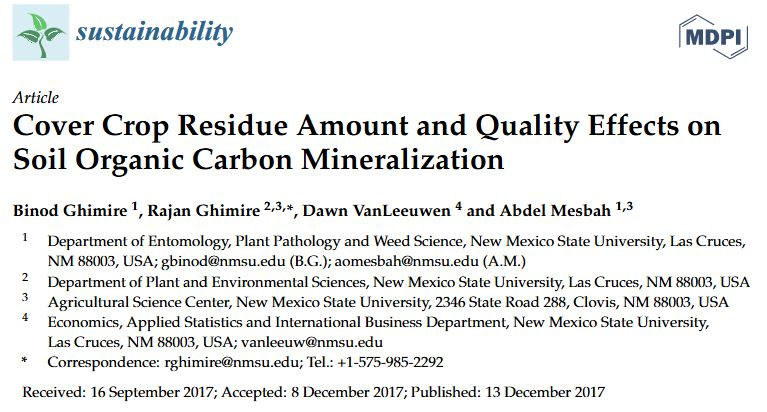 sustainability
MDPI
Article
Cover Crop Residue Amount and Quality Effects on
Soil Organic Carbon Mineralization
Binod Ghimire 1, Rajan Ghimire 2,3,*, Dawn VanLeeuwen 4 and Abdel Mesbah 1,3
1 Department of Entomology, Plant Pathology and Weed Science, New Mexico State University, Las Cruces,
NM 88003, USA; gbinod@nmsu (B.G.); aomesbah@nmsu.edu (A.M.)
2 Department of Plant and Environmental Sciences, New Mexico State University, Las Cruces, NM 88003, USA
3 Agricultural Science Center, New Mexico State University, 2346 State Road 288, Clovis, NM 88003, USA
4 Economics, Applied Statistics and International Business Department, New Mexico State University,
Las Cruces, NM 88003, USA; vanleeuw@nmsu.edu
* Correspondence: rghimire@nmsu.edu; Tel.: +1-575-985-2292
Received: 16 September 2017; Accepted: 8 December 2017; Published: 13 December 2017